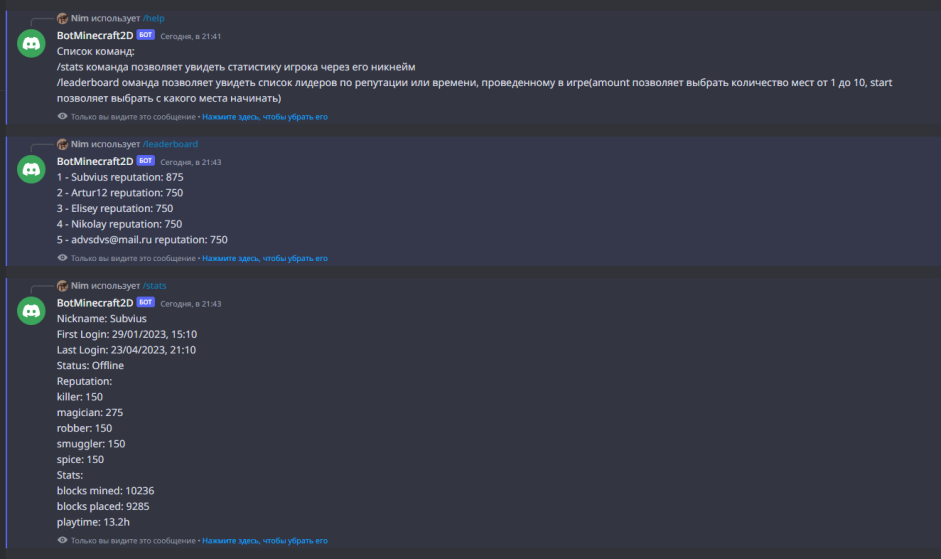 Nim использует /help
BotMinecraft2D БОТ Сегодня, в 21:41
Список команд:
/stats команда позволяет увидеть статистику игрока через его никнейм
/leaderboard оманда позволяет увидеть список лидеров по репутации или времени, проведенному в игре(amount позволяет выбрать количество мест от 1 до 10, start
позволяет выбрать с какого места начинать)
Только вы видите это сообщение • Нажмите здесь, чтобы убрать его
Nim использует /leaderboard
BotMinecraft2D БОТ Сегодня, в 21:43
1 - Subvius reputation: 875
2 - Artur12 reputation: 750
3 - Elisey reputation: 750
4 - Nikolay reputation: 750
5 - advsdvs@mail.ru reputation: 750
Только вы видите это сообщение • Нажмите здесь, чтобы убрать его
Nim использует /stats
BotMinecraft2D БОТ Сегодня, в 21:43
Nickname: Subvius
First Login: 29/01/2023, 15:10
Last Login: 23/04/2023, 21:10
Status: Offline
Reputation:
killer: 150
magician: 275
robber: 150
smuggler: 150
spice: 150
Stats:
blocks mined: 10236
blocks placed: 9285
playtime: 13.2h
Только вы видите это сообщение • Нажмите здесь, чтобы убрать его